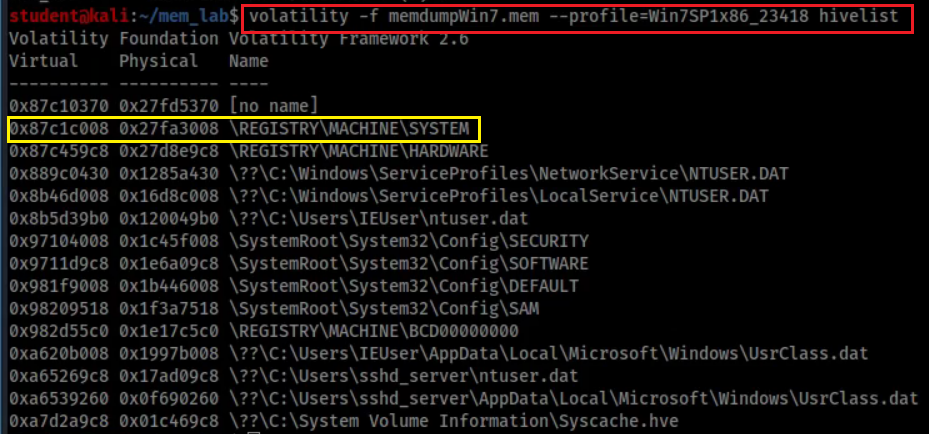 student@kali:~/mem_lab$ volatility -f memdumpWin7.mem --profile=Win7SP1x86_23418 hivelist
Volatility Foundation Volatility Framework 2.6
Virtual    Physical   Name
---------- ---------- ----
0x87c10370 0x27fd5370 [no name]
0x87c1c008 0x27fa3008 \REGISTRY\MACHINE\SYSTEM
0x87c459c8 0x27d8e9c8 \REGISTRY\MACHINE\HARDWARE
0x889c0430 0x1285a430 \??\C:\Windows\ServiceProfiles\NetworkService\NTUSER.DAT
0x8b46d008 0x16d8c008 \??\C:\Windows\ServiceProfiles\LocalService\NTUSER.DAT
0x8b5d39b0 0x120049b0 \??\C:\Users\IEUser\ntuser.dat
0x97104008 0x1c45f008 \SystemRoot\System32\Config\SECURITY
0x9711d9c8 0x1e6a09c8 \SystemRoot\System32\Config\SOFTWARE
0x981f9008 0x1b446008 \SystemRoot\System32\Config\DEFAULT
0x98209518 0x1f3a7518 \SystemRoot\System32\Config\SAM
0x982d55c0 0x1e17c5c0 \REGISTRY\MACHINE\BCD00000000
0xa620b008 0x1997b008 \??\C:\Users\IEUser\AppData\Local\Microsoft\Windows\UsrClass.dat
0xa65269c8 0x17ad09c8 \??\C:\Users\sshd_server\ntuser.dat
0xa6539260 0x0f690260 \??\C:\Users\sshd_server\AppData\Local\Microsoft\Windows\UsrClass.dat
0xa7d2a9c8 0x01c469c8 \??\C:\System Volume Information\Syscache.hve